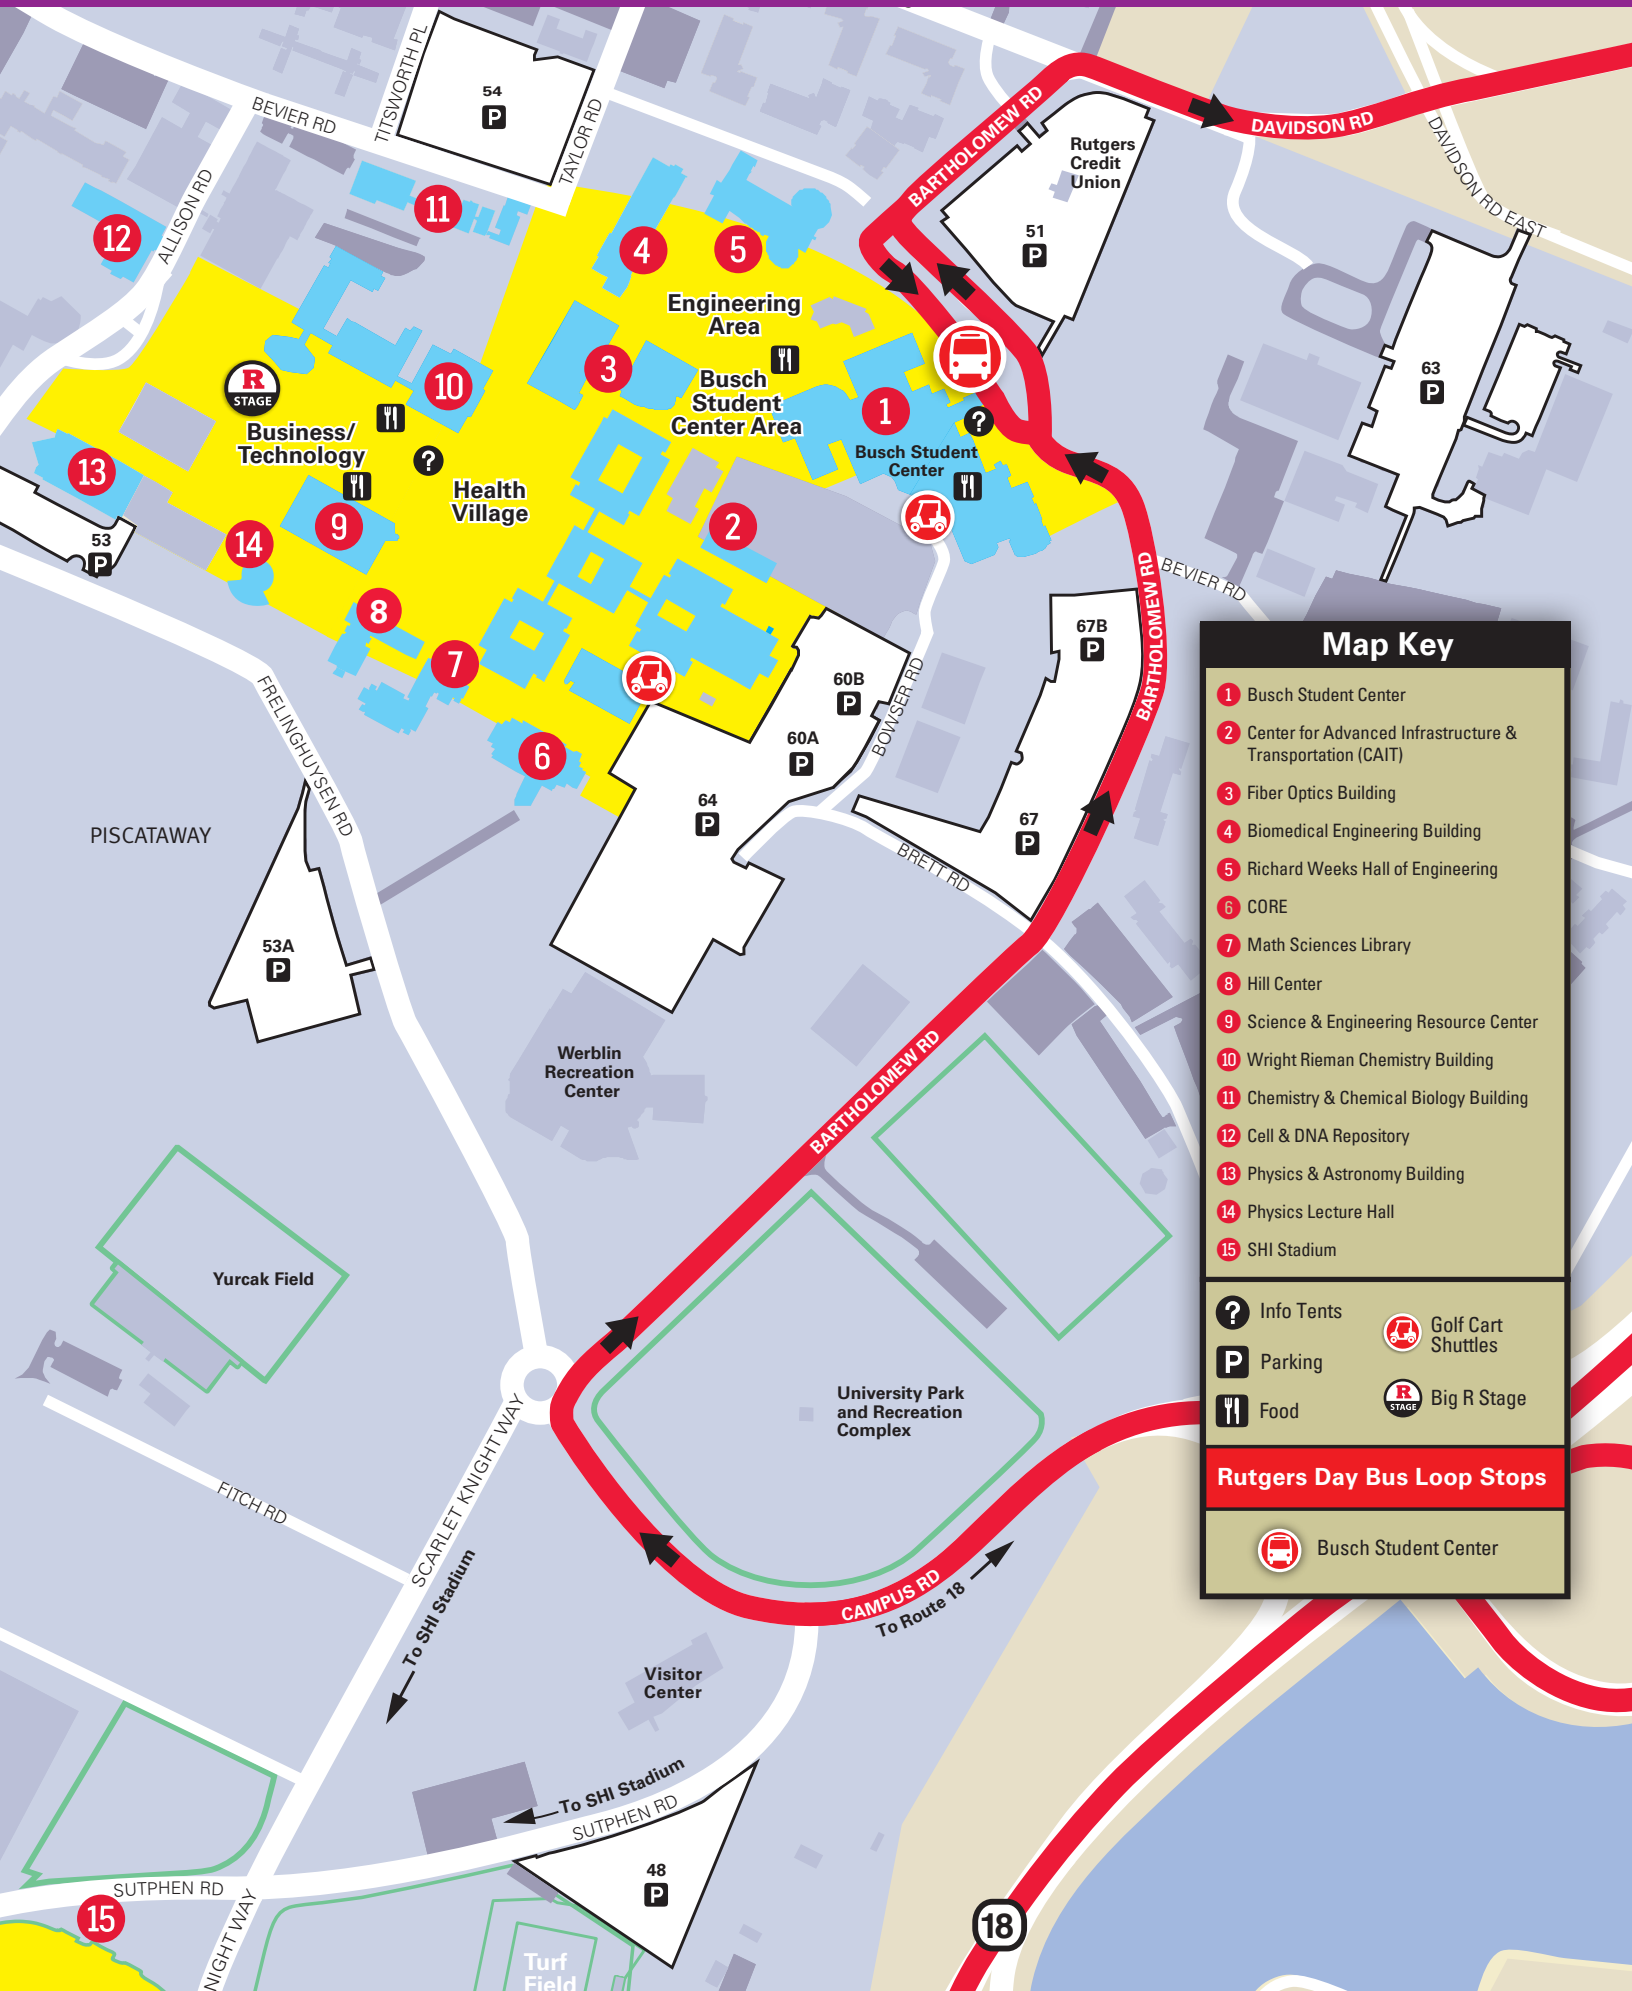 54
P
TITSWORTH PL
BEVIER RD
TAYLOR RD
ALLISON RD
BARTHOLOMEW RD
DAVIDSON RD
DAVIDSON RD EAST
Rutgers
Credit
Union
51
P
12
11
4
5
Engineering
Area
3
Busch
Student
Center Area
1
Busch Student
Center
?
R
STAGE
10
Business/
Technology
?
Health
Village
13
9
14
2
53
P
63
P
8
7
6
BEVIER RD
BARTHOLOMEW RD
67B
P
60B
P
60A
P
BOWSER RD
64
P
67
P
BRETT RD
FRELINGHUYSEN RD
PISCATAWAY
53A
P
Werblin
Recreation
Center
BARTHOLOMEW RD
Yurcak Field
University Park
and Recreation
Complex
FITCH RD
SCARLET KNIGHT WAY
To SHI Stadium
CAMPUS RD
To Route 18
Visitor
Center
To SHI Stadium
SUTPHEN RD
48
P
SUTPHEN RD
15
NIGHT WAY
Turf
Field
18
Map Key
1 Busch Student Center
2 Center for Advanced Infrastructure &
Transportation (CAIT)
3 Fiber Optics Building
4 Biomedical Engineering Building
5 Richard Weeks Hall of Engineering
6 CORE
7 Math Sciences Library
8 Hill Center
9 Science & Engineering Resource Center
10 Wright Rieman Chemistry Building
11 Chemistry & Chemical Biology Building
12 Cell & DNA Repository
13 Physics & Astronomy Building
14 Physics Lecture Hall
15 SHI Stadium
? Info Tents
P Parking
Food
Golf Cart
Shuttles
R
STAGE
Big R Stage
Rutgers Day Bus Loop Stops
Busch Student Center